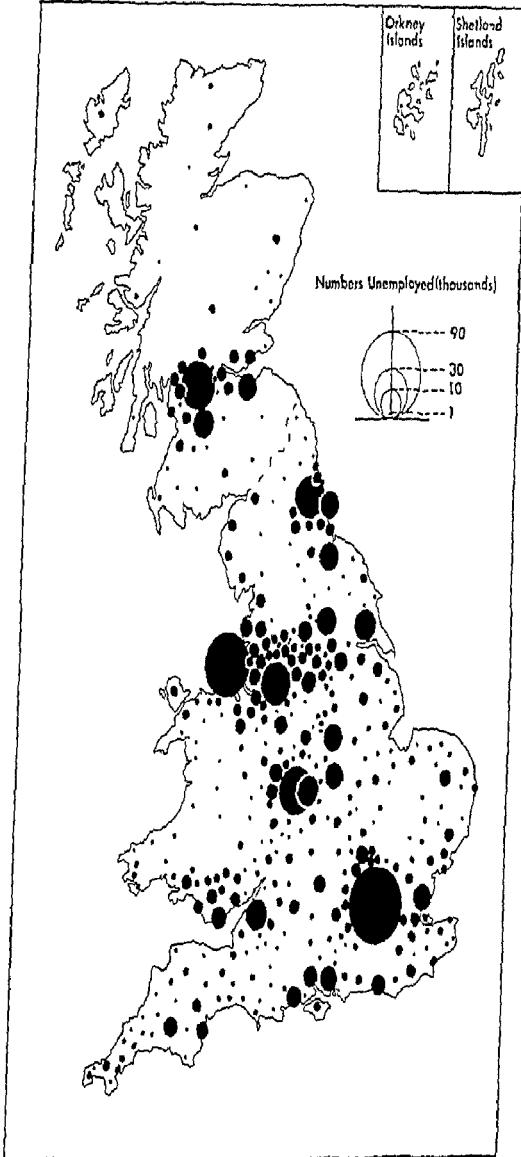 Orkney
Islands
Shetland
Islands
Numbers Unemployed(thousands)
90
30
10
1